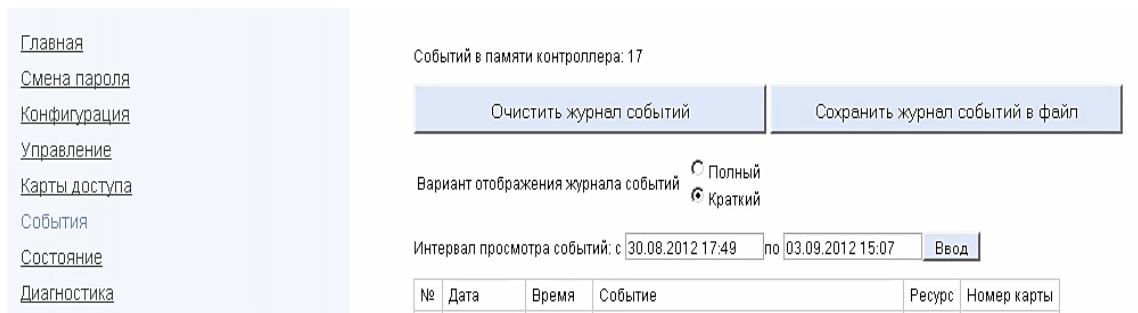 Главная
Смена пароля
Конфигурация
Управление
Карты доступа
События
Состояние
Диагностика
Событий в памяти контроллера: 17
Очистить журнал событий Сохранить журнал событий в файл
Вариант отображения журнала событий
Полный
Краткий
Интервал просмотра событий: с 30.08.2012 17:49 по 03.09.2012 15:07 Ввод
№ Дата Время Событие Ресурс Номер карты